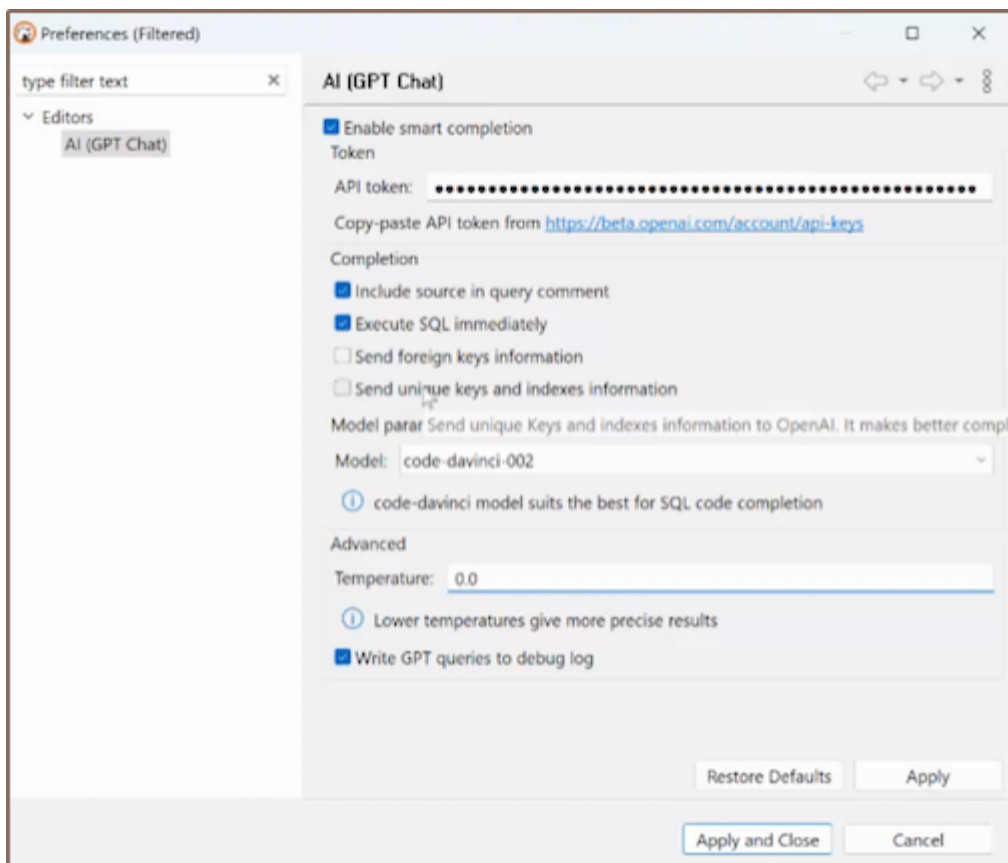 Preferences (Filtered)
type filter text
AI (GPT Chat)
Editors
AI (GPT Chat)
Enable smart completion
Token
API token: ●●●●●●●●●●●●●●●●●●●●●●●●●●●●●●●●●●●●●●●●●●●●●●●●●●●
Copy-paste API token from https://beta.openai.com/account/api-keys
Completion
Include source in query comment
Execute SQL immediately
Send foreign keys information
Send unique keys and indexes information
Model parar Send unique Keys and indexes information to OpenAI. It makes better compl
Model: code-davinci-002
code-davinci model suits the best for SQL code completion
Advanced
Temperature: 0.0
Lower temperatures give more precise results
Write GPT queries to debug log
Restore Defaults Apply
Apply and Close Cancel